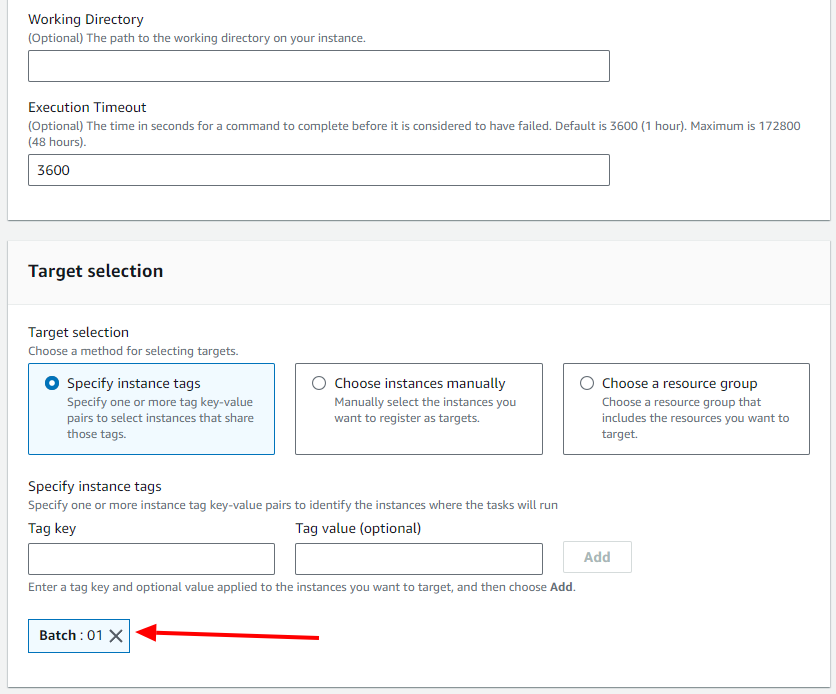 Working Directory
(Optional) The path to the working directory on your instance.
Execution Timeout
(Optional) The time in seconds for a command to complete before it is considered to have failed. Default is 3600 (1 hour). Maximum is 172800
(48 hours).
3600
Target selection
Target selection
Choose a method for selecting targets.
Specify instance tags
Specify one or more tag key-value
pairs to select instances that share
those tags.
Choose instances manually
Manually select the instances you
want to register as targets.
Choose a resource group
Choose a resource group that
includes the resources you want to
target.
Specify instance tags
Specify one or more instance tag key-value pairs to identify the instances where the tasks will run
Tag key
Tag value (optional)
Add
Enter a tag key and optional value applied to the instances you want to target, and then choose Add.
Batch : 01